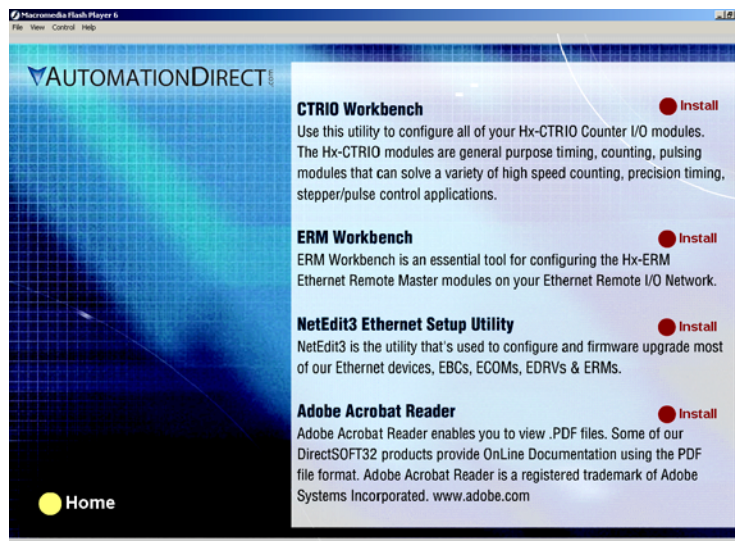 Macromedia Flash Player 6
File View Control Help
AUTOMATIONDIRECT.com
CTRIO Workbench
Install
Use this utility to configure all of your Hx-CTRIO Counter I/O modules.
The Hx-CTRIO modules are general purpose timing, counting, pulsing
modules that can solve a variety of high speed counting, precision timing,
stepper/pulse control applications.
ERM Workbench
Install
ERM Workbench is an essential tool for configuring the Hx-ERM
Ethernet Remote Master modules on your Ethernet Remote I/O Network.
NetEdit3 Ethernet Setup Utility
Install
NetEdit3 is the utility that's used to configure and firmware upgrade most
of our Ethernet devices, EBCs, ECOMs, EDRVs & ERMs.
Adobe Acrobat Reader
Install
Adobe Acrobat Reader enables you to view .PDF files. Some of our
DirectSOFT32 products provide OnLine Documentation using the PDF
file format. Adobe Acrobat Reader is a registered trademark of Adobe
Systems Incorporated. www.adobe.com
Home